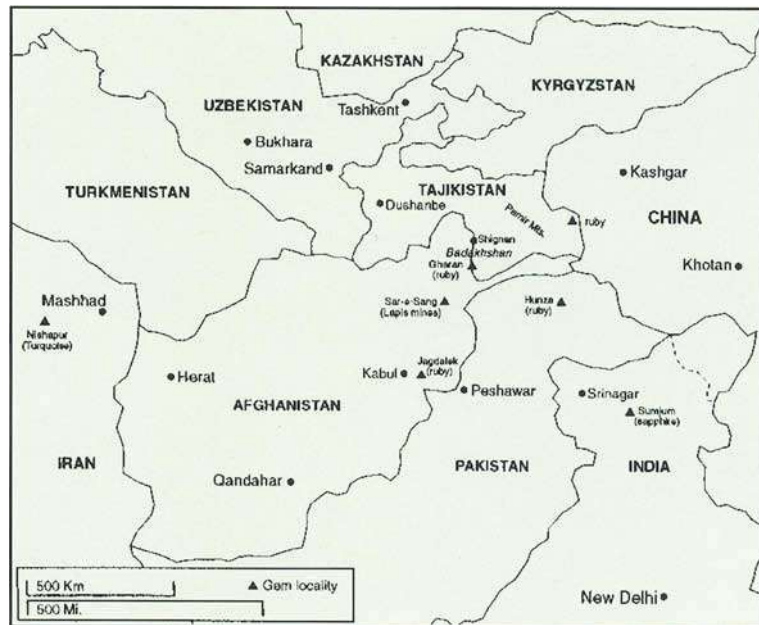 KAZAKHSTAN
KYRGYZSTAN
UZBEKISTAN
Tashkent
Bukhara
Samarkand
TURKMENISTAN
TAJIKISTAN
Kashgar
Dushanbe
Pamir Mts.
ruby
CHINA
Shignan
Badakhshan
Gharan
(ruby)
Khotan
Mashhad
Nishapur
(Turquoise)
Sar-e-Sang
(Lapis mines)
Hunza
(ruby)
Herat
Kabul
Jagdalek
(ruby)
Peshawar
Srinagar
Sumjum
(sapphire)
AFGHANISTAN
IRAN
PAKISTAN
INDIA
Qandahar
500 Km
Gem locality
500 Mi.
New Delhi